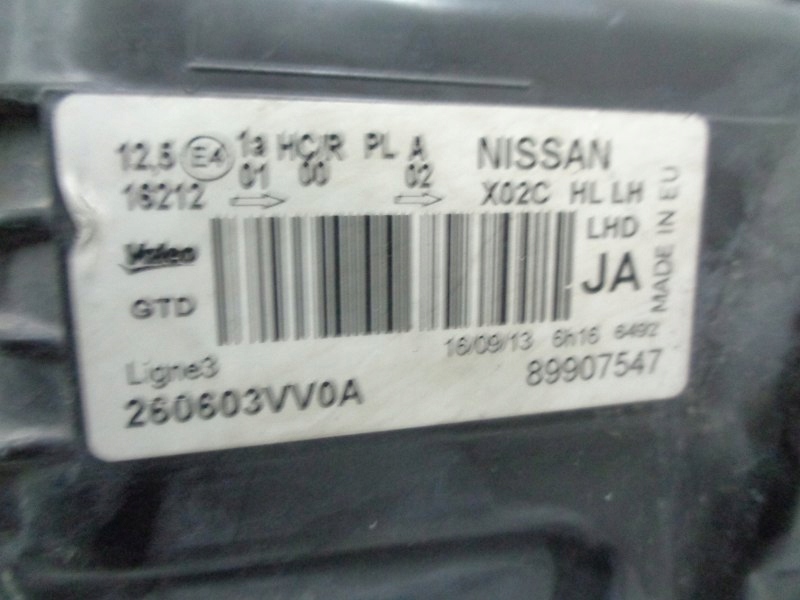 12,5 E4 1a HC/R PL A NISSAN
16212 01 00 02 X02C HL LH
LHD
Valeo
JA
MADE IN EU
GTD
16/09/13 6h16 6492
Ligne3
89907547
260603VV0A